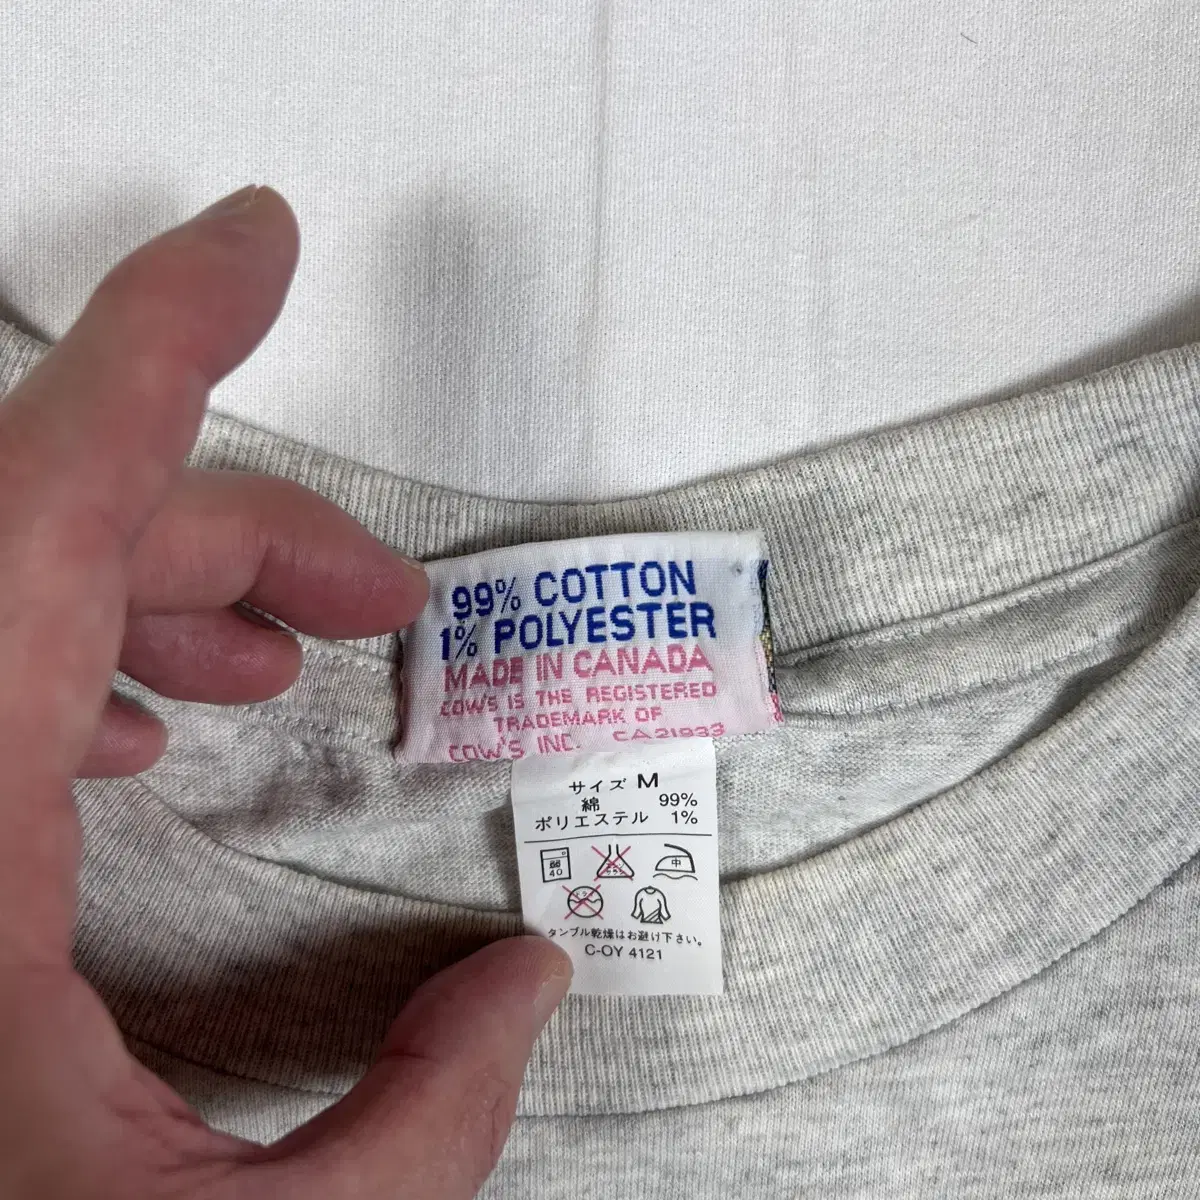 99% COTTON
1% POLYESTER
MADE IN CANADA
COW'S IS THE REGISTERED
TRADEMARK OF
COW'S INC. CA21933
サイズ M
綿 99%
ポリエステル 1%
40
中
タンブル乾燥はお避け下さい。
C-OY 4121